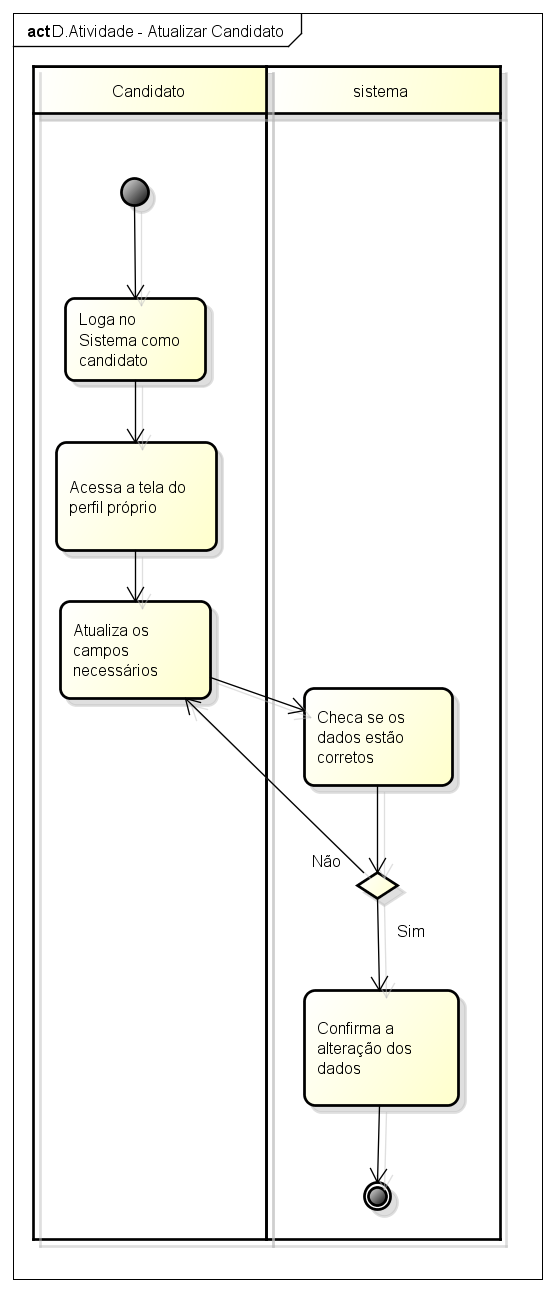 act D.Atividade - Atualizar Candidato
Candidato
sistema
Loga no
Sistema como
candidato
Acessa a tela do
perfil próprio
Atualiza os
campos
necessários
Checa se os
dados estão
corretos
Não
Sim
Confirma a
alteração dos
dados